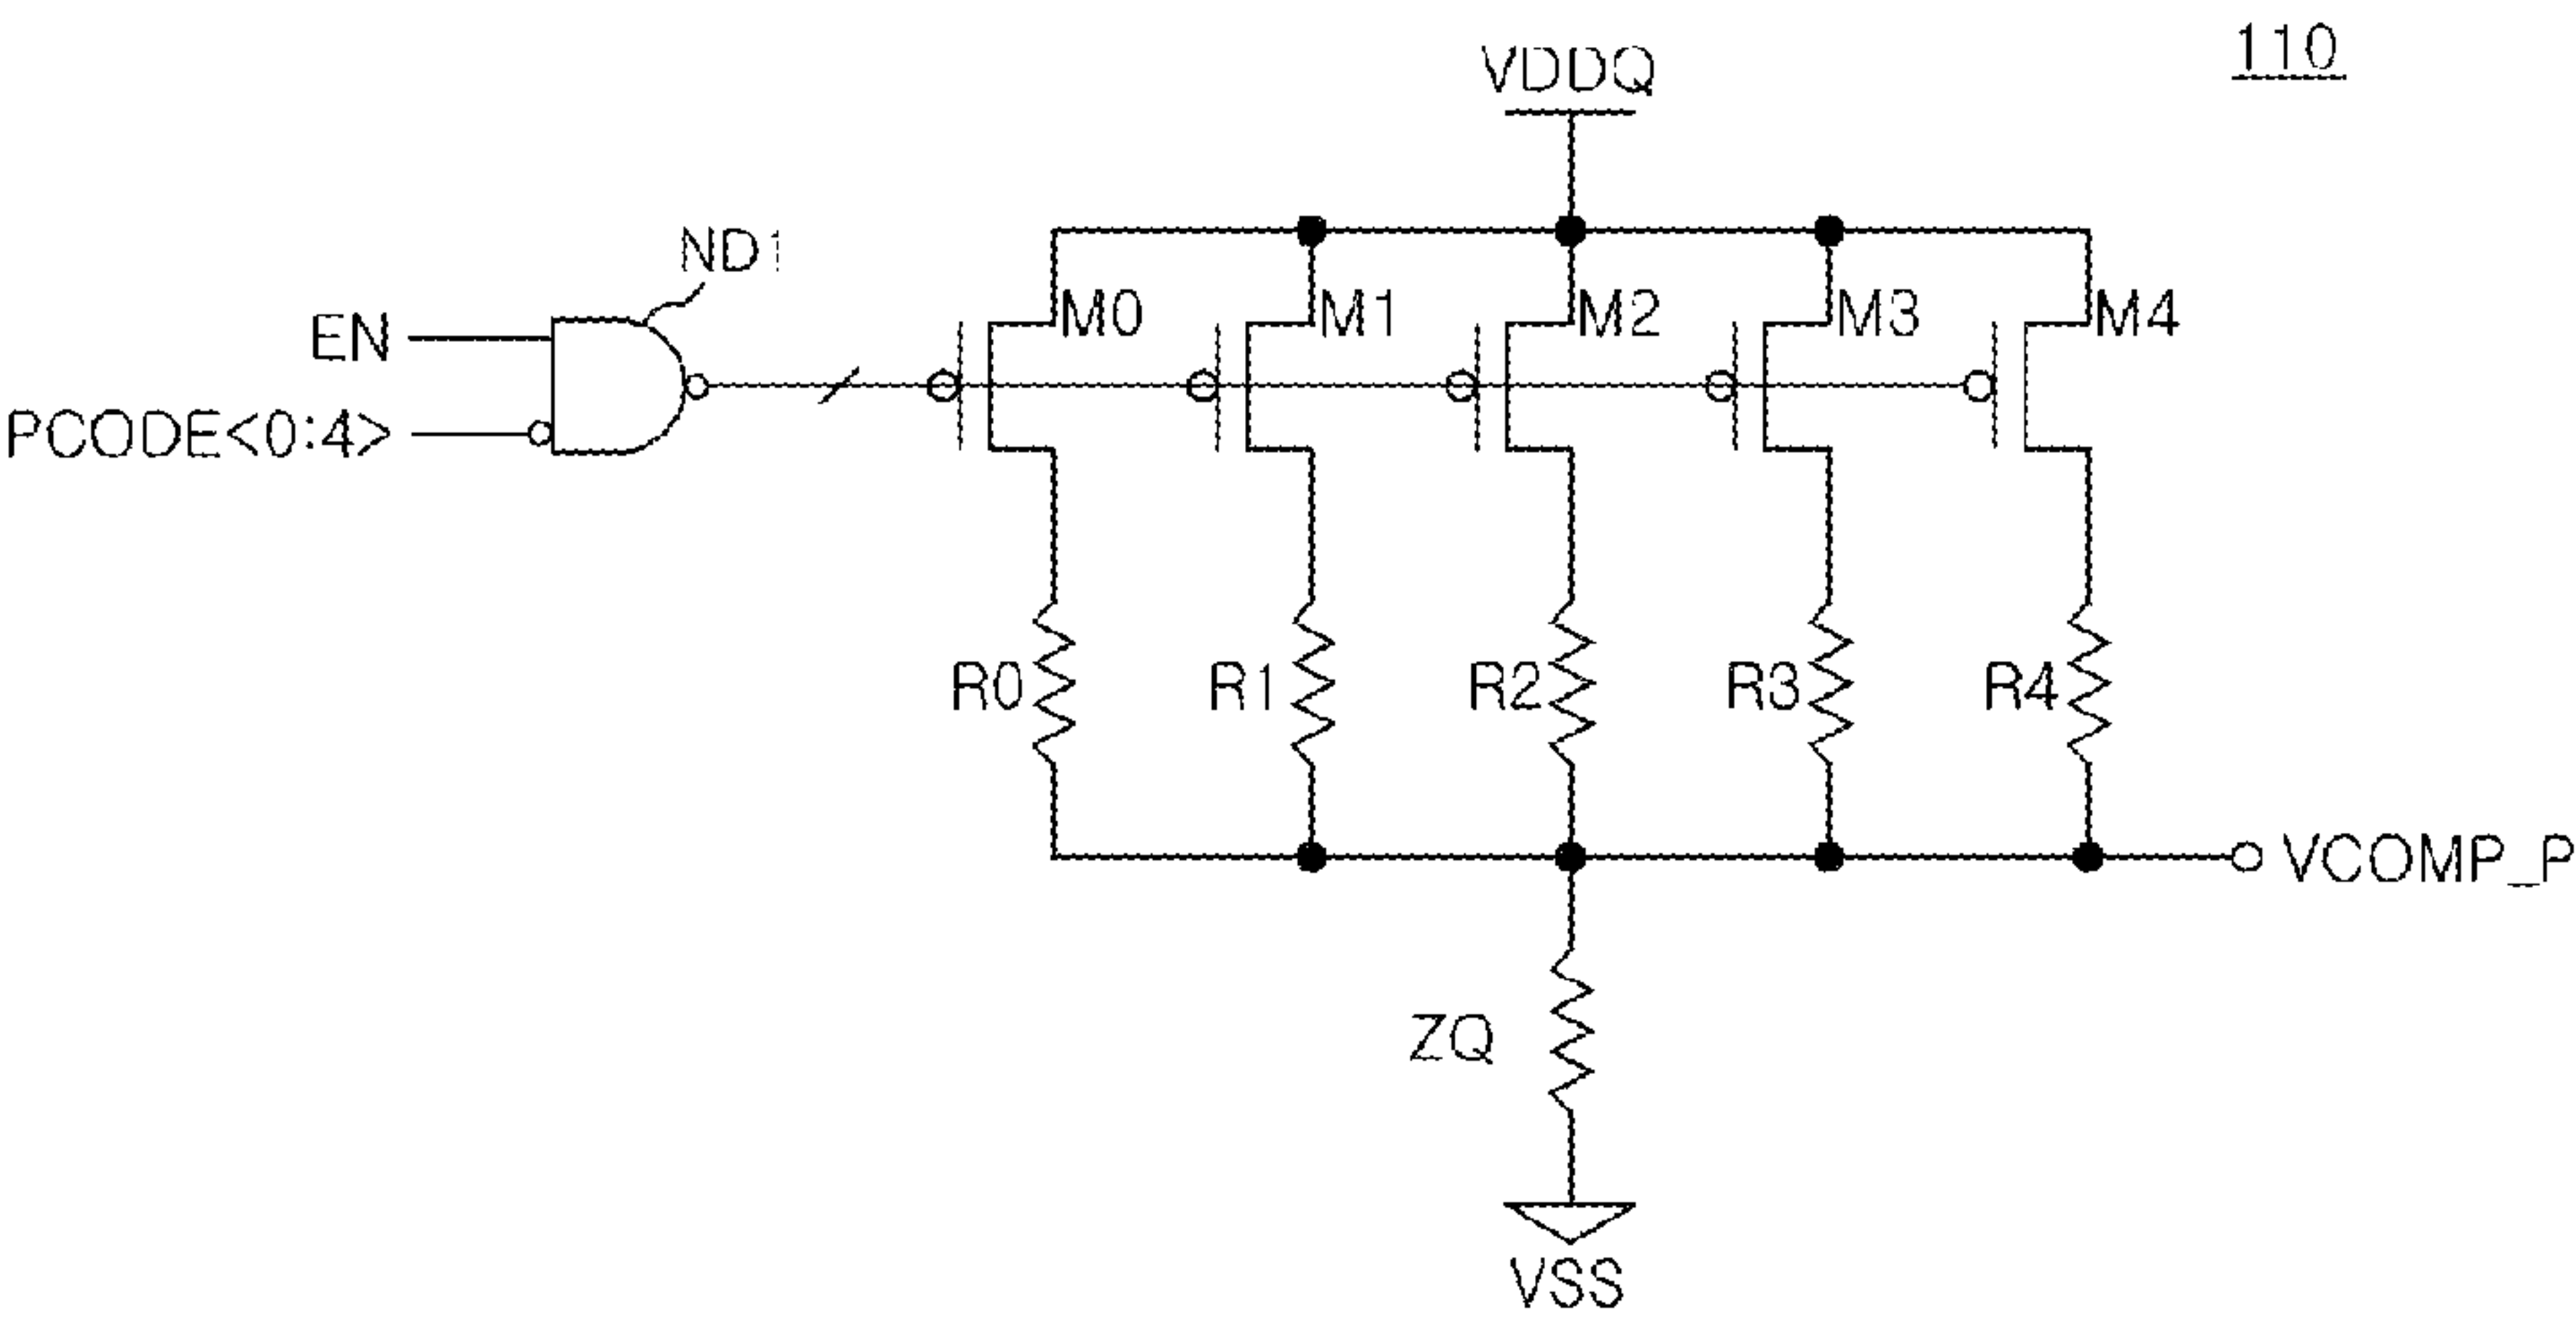 110
VDDQ
ND1
EN
PCODE<0:4>
M0 M1 M2 M3 M4
R0 R1 R2 R3 R4
VCOMP_P
ZQ
VSS